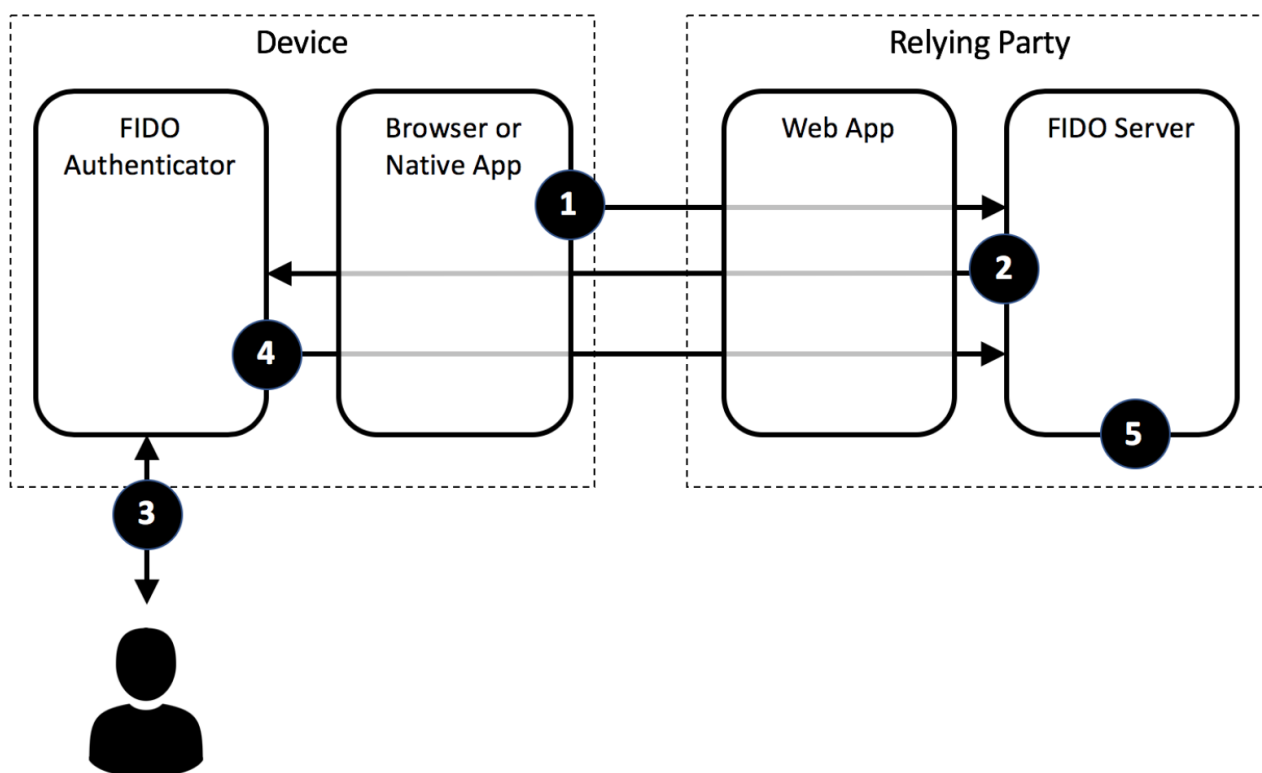 Device
Relying Party
FIDO
Authenticator
Browser or
Native App
Web App
FIDO Server
1
2
4
5
3